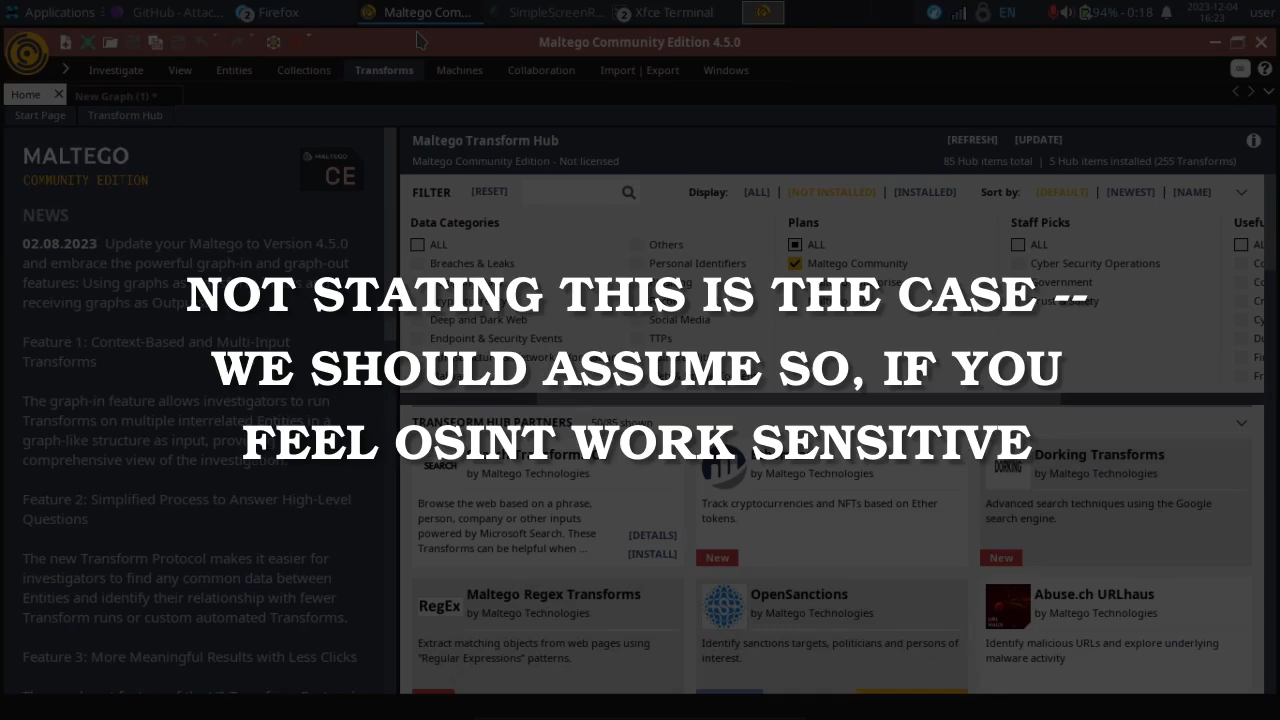 Applications
GitHub - Attac...
Firefox
Maltego Com...
SimpleScreenR...
Xfce Terminal
EN
94% - 0:18
2023-12-04
16:23
user
Maltego Community Edition 4.5.0
Investigate View Entities Collections Transforms Machines Collaboration Import | Export Windows
Home
New Graph (1) *
Start Page
Transform Hub
MALTEGO
COMMUNITY EDITION
MALTEGO
CE
NEWS
02.08.2023 Update your Maltego to Version 4.5.0
and embrace the powerful graph-in and graph-out
features: Using graphs as
receiving graphs as Outp
Feature 1: Context-Based and Multi-Input
Transforms
The graph-in feature allows investigators to run
Transforms on multiple interrelated Entities in a
graph-like structure as input, prov
comprehensive view of the investigation.
Feature 2: Simplified Process to Answer High-Level
Questions
The new Transform Protocol makes it easier for
investigators to find any common data between
Entities and identify their relationship with fewer
Transform runs or custom automated Transforms.
Feature 3: More Meaningful Results with Less Clicks
Maltego Transform Hub
[REFRESH] [UPDATE]
Maltego Community Edition - Not licensed
85 Hub items total | 5 Hub items installed (255 Transforms)
FILTER [RESET]
Display: [ALL] | [NOT INSTALLED] | [INSTALLED] Sort by: [DEFAULT] | [NEWEST] | [NAME]
Data Categories
Plans
Staff Picks
Usefu
ALL
Others
ALL
ALL
Breaches & Leaks
Personal Identifiers
Maltego Community
Cyber Security Operations
Government
Deep and Dark Web
Social Media
Endpoint & Security Events
TTPs
NOT STATING THIS IS THE CASE --
WE SHOULD ASSUME SO, IF YOU
FEEL OSINT WORK SENSITIVE
TRANSFORM HUB PARTNERS 50/85 shown
SEARCH
by Maltego Technologies
Browse the web based on a phrase,
person, company or other inputs
powered by Microsoft Search. These
Transforms can be helpful when ...
[DETAILS]
[INSTALL]
by Maltego Technologies
Track cryptocurrencies and NFTs based on Ether
tokens.
New
DORKING
Dorking Transforms
by Maltego Technologies
Advanced search techniques using the Google
search engine.
New
RegEx
Maltego Regex Transforms
by Maltego Technologies
Extract matching objects from web pages using
"Regular Expressions" patterns.
OpenSanctions
by Maltego Technologies
Identify sanctions targets, politicians and persons of
interest.
Abuse.ch URLhaus
by Maltego Technologies
Identify malicious URLs and explore underlying
malware activity